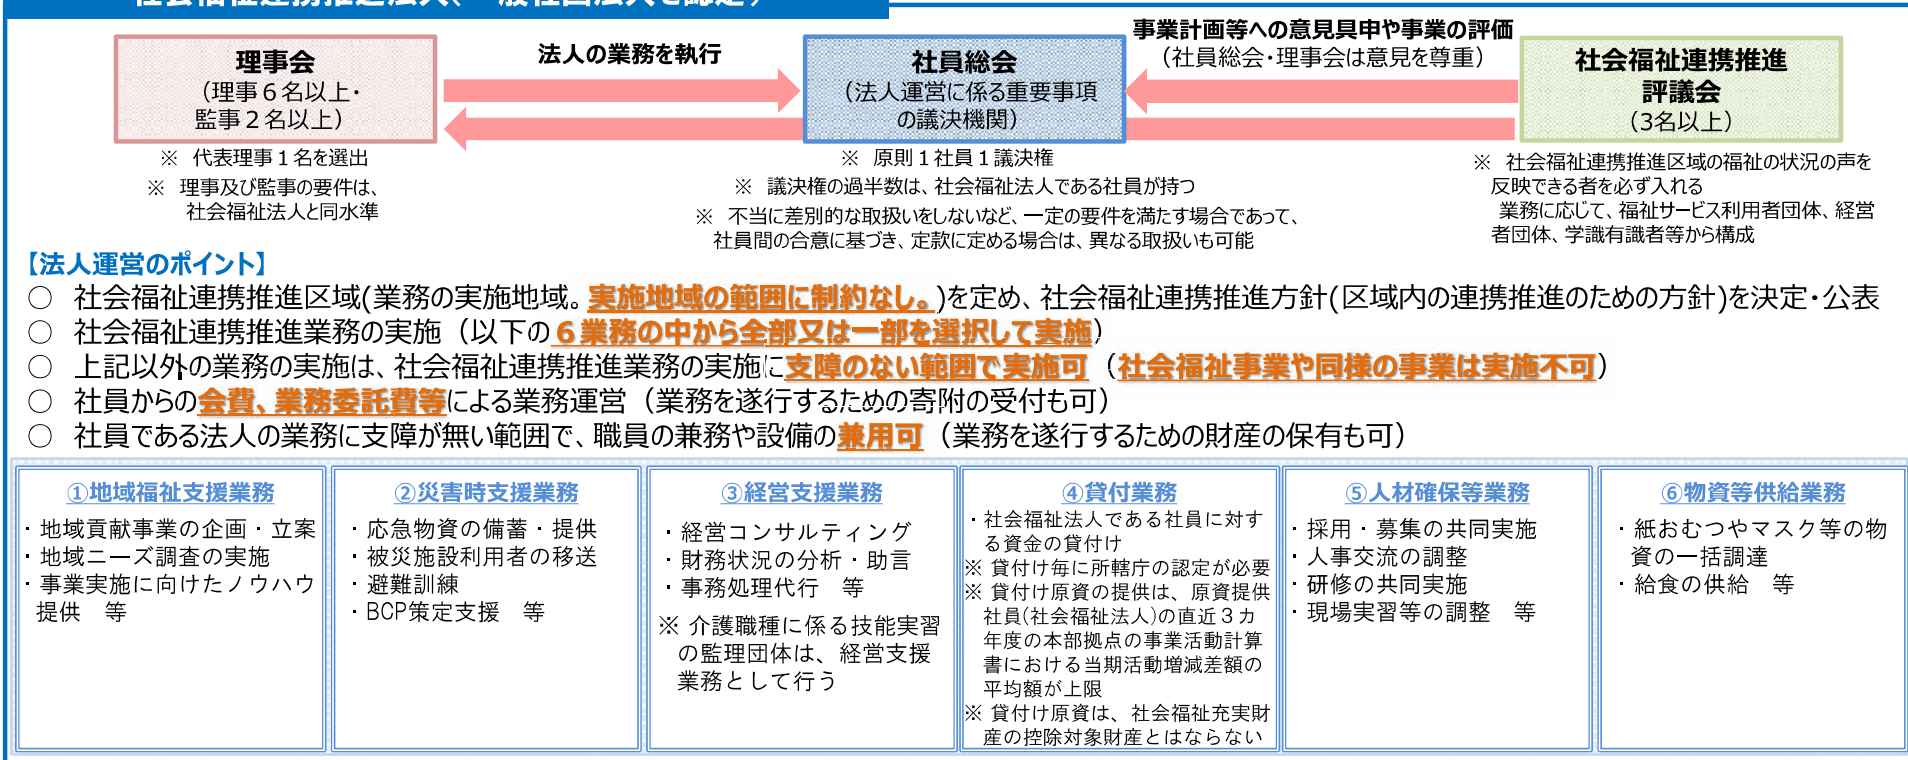 社会福祉連携推進法人(一般社団法人を認定)
理事会
（理事６名以上・
監事２名以上）
法人の業務を執行
社員総会
（法人運営に係る重要事項
の議決機関）
事業計画等への意見具申や事業の評価
（社員総会・理事会は意見を尊重）
社会福祉連携推進
評議会
（3名以上）
※ 代表理事１名を選出
※ 理事及び監事の要件は、
社会福祉法人と同水準
※ 原則１社員１議決権
※ 議決権の過半数は、社会福祉法人である社員が持つ
※ 不当に差別的な取扱いをしないなど、一定の要件を満たす場合であって、
社員間の合意に基づき、定款に定める場合は、異なる取扱いも可能
※ 社会福祉連携推進区域の福祉の状況の声を
反映できる者を必ず入れる
業務に応じて、福祉サービス利用者団体、経営
者団体、学識有識者等から構成
【法人運営のポイント】
○ 社会福祉連携推進区域(業務の実施地域。実施地域の範囲に制約なし。)を定め、社会福祉連携推進方針(区域内の連携推進のための方針)を決定・公表
○ 社会福祉連携推進業務の実施（以下の６業務の中から全部又は一部を選択して実施）
○ 上記以外の業務の実施は、社会福祉連携推進業務の実施に支障のない範囲で実施可（社会福祉事業や同様の事業は実施不可）
○ 社員からの会費、業務委託費等による業務運営（業務を遂行するための寄附の受付も可）
○ 社員である法人の業務に支障が無い範囲で、職員の兼務や設備の兼用可（業務を遂行するための財産の保有も可）
①地域福祉支援業務
・地域貢献事業の企画・立案
・地域ニーズ調査の実施
・事業実施に向けたノウハウ
提供 等
②災害時支援業務
・応急物資の備蓄・提供
・被災施設利用者の移送
・避難訓練
・BCP策定支援 等
③経営支援業務
・経営コンサルティング
・財務状況の分析・助言
・事務処理代行 等
※ 介護職種に係る技能実習
の監理団体は、経営支援
業務として行う
④貸付業務
・社会福祉法人である社員に対す
る資金の貸付け
※ 貸付け毎に所轄庁の認定が必要
※ 貸付け原資の提供は、原資提供
社員(社会福祉法人)の直近３カ
年度の本部拠点の事業活動計算
書における当期活動増減差額の
平均額が上限
※ 貸付け原資は、社会福祉充実財
産の控除対象財産とはならない
⑤人材確保等業務
・採用・募集の共同実施
・人事交流の調整
・研修の共同実施
・現場実習等の調整 等
⑥物資等供給業務
・紙おむつやマスク等の物
資の一括調達
・給食の供給 等